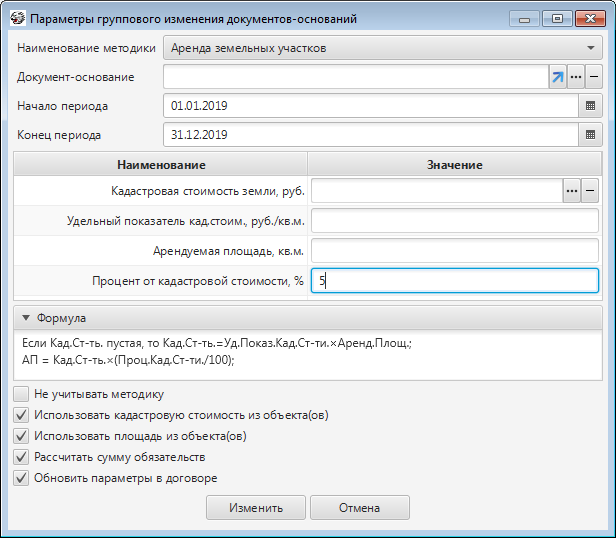 Параметры группового изменения документов-оснований
Наименование методики Аренда земельных участков
Документ-основание
Начало периода 01.01.2019
Конец периода 31.12.2019
Наименование Значение
Кадастровая стоимость земли, руб.
Удельный показатель кад.стоим., руб./кв.м.
Арендуемая площадь, кв.м.
Процент от кадастровой стоимости, % 5
Формула
Если Кад.Ст-ть. пустая, то Кад.Ст-ть.=Уд.Показ.Кад.Ст-ти.×Аренд.Площ.;
АП = Кад.Ст-ть.×(Проц.Кад.Ст-ти./100);
Не учитывать методику
Использовать кадастровую стоимость из объекта(ов)
Использовать площадь из объекта(ов)
Рассчитать сумму обязательств
Обновить параметры в договоре
Изменить Отмена